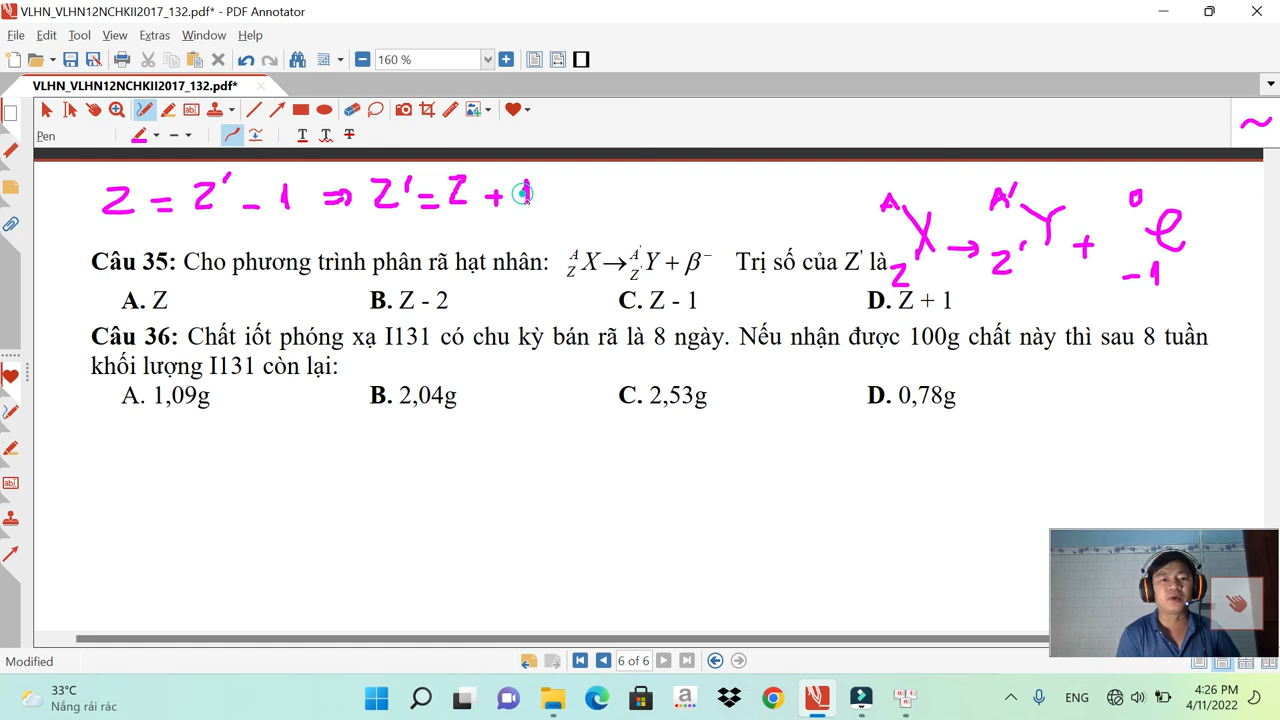 VLHN_VLHN12NCHKII2017_132.pdf* - PDF Annotator
File Edit Tool View Extras Window Help
160 %
VLHN_VLHN12NCHKII2017_132.pdf*
Pen
Z = Z' - 1 ⇒ Z' = Z + 1
A X Z → A' Y Z' + 0 e -1
Câu 35: Cho phương trình phân rã hạt nhân: A Z X → A' Z' Y + β⁻ Trị số của Z' là
A. Z B. Z - 2 C. Z - 1 D. Z + 1
Câu 36: Chất iốt phóng xạ I131 có chu kỳ bán rã là 8 ngày. Nếu nhận được 100g chất này thì sau 8 tuần
khối lượng I131 còn lại:
A. 1,09g B. 2,04g C. 2,53g D. 0,78g
Modified
6 of 6
33°C
Nắng rải rác
ENG
4:26 PM
4/11/2022